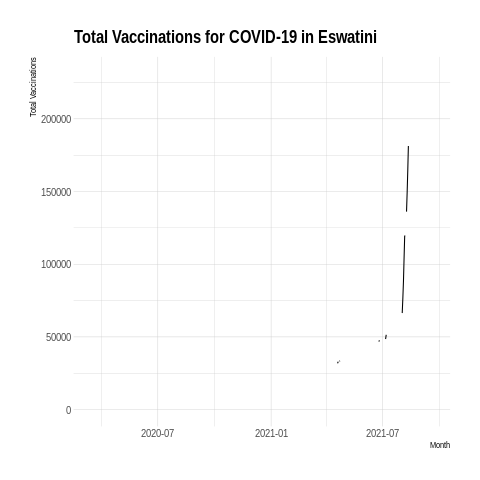 Total Vaccinations for COVID-19 in Eswatini
Total Vaccinations
200000
150000
100000
50000
0
2020-07 2021-01 2021-07
Month